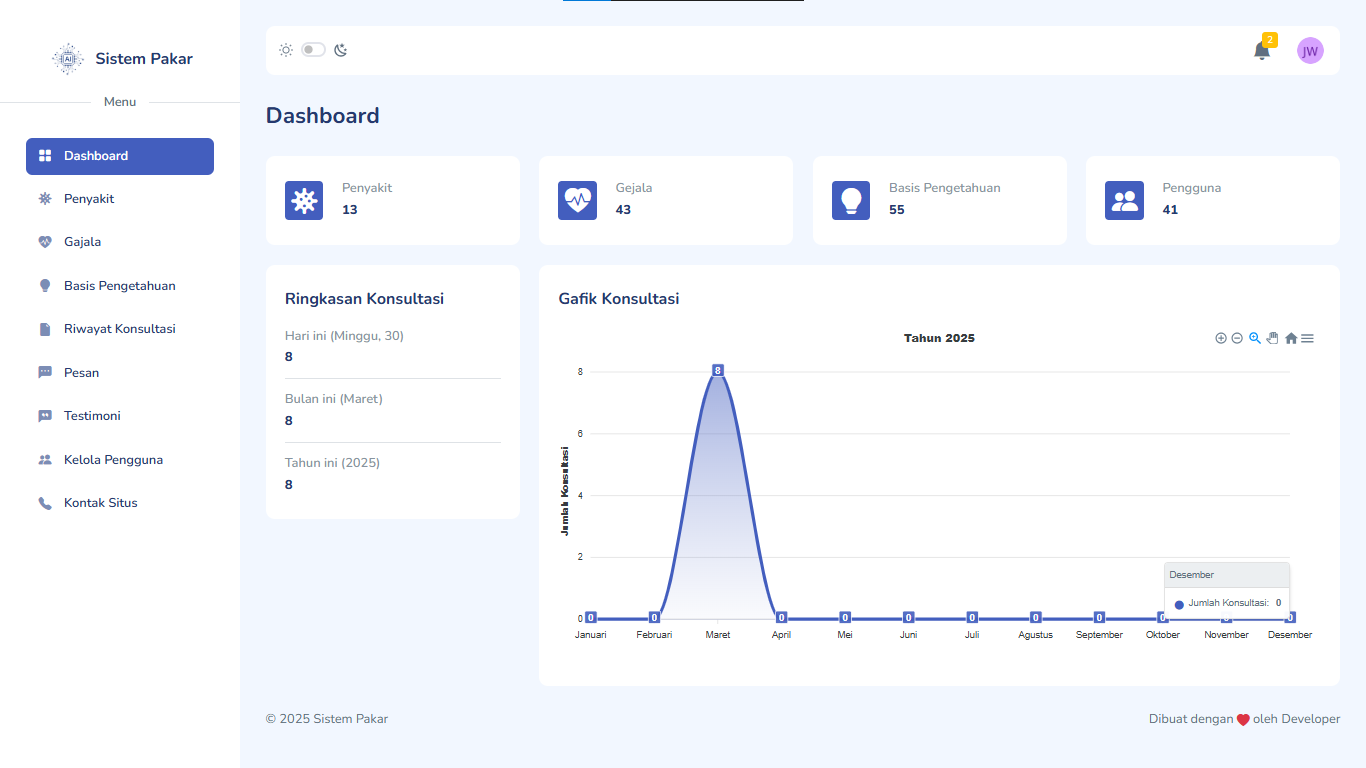 Sistem Pakar
Menu
Dashboard
Penyakit
Gajala
Basis Pengetahuan
Riwayat Konsultasi
Pesan
Testimoni
Kelola Pengguna
Kontak Situs
2
JW
Dashboard
Penyakit
13
Gejala
43
Basis Pengetahuan
55
Pengguna
41
Ringkasan Konsultasi
Hari ini (Minggu, 30)
8
Bulan ini (Maret)
8
Tahun ini (2025)
8
Gafik Konsultasi
Tahun 2025
Jumlah Konsultasi
8
6
4
2
0
8
0 0 0 0 0 0 0 0 0 0 0
Desember
Jumlah Konsultasi: 0
Januari Februari Maret April Mei Juni Juli Agustus September Oktober November Desember
© 2025 Sistem Pakar
Dibuat dengan ❤ oleh Developer
AI